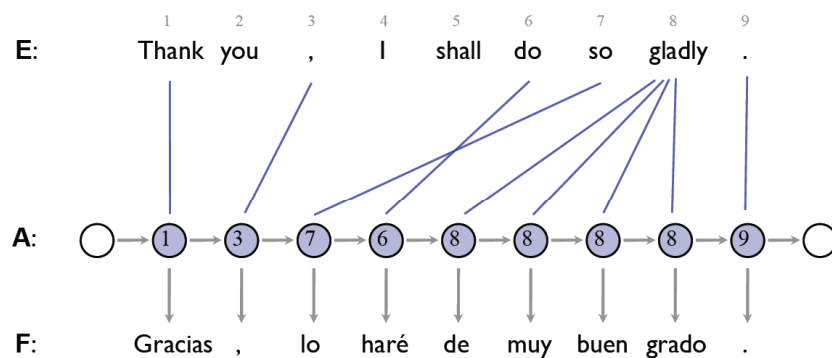 1 2 3 4 5 6 7 8 9
E: Thank you , I shall do so gladly .
A: 1 3 7 6 8 8 8 8 9
F: Gracias , lo haré de muy buen grado .